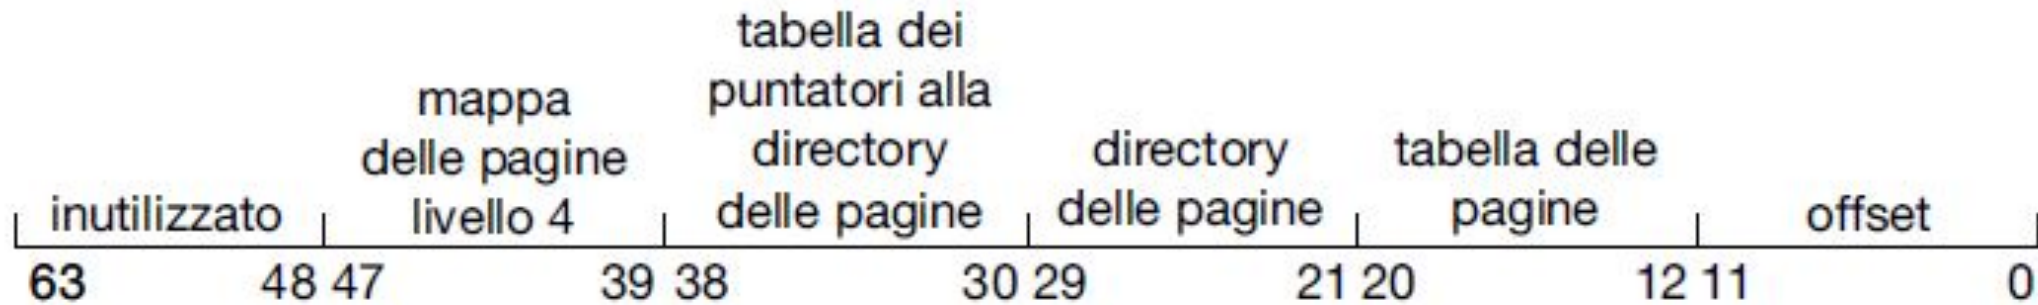 inutilizzato
mappa
delle pagine
livello 4
tabella dei
puntatori alla
directory
delle pagine
directory
delle pagine
tabella delle
pagine
offset
63 48 47 39 38 30 29 21 20 12 11 0